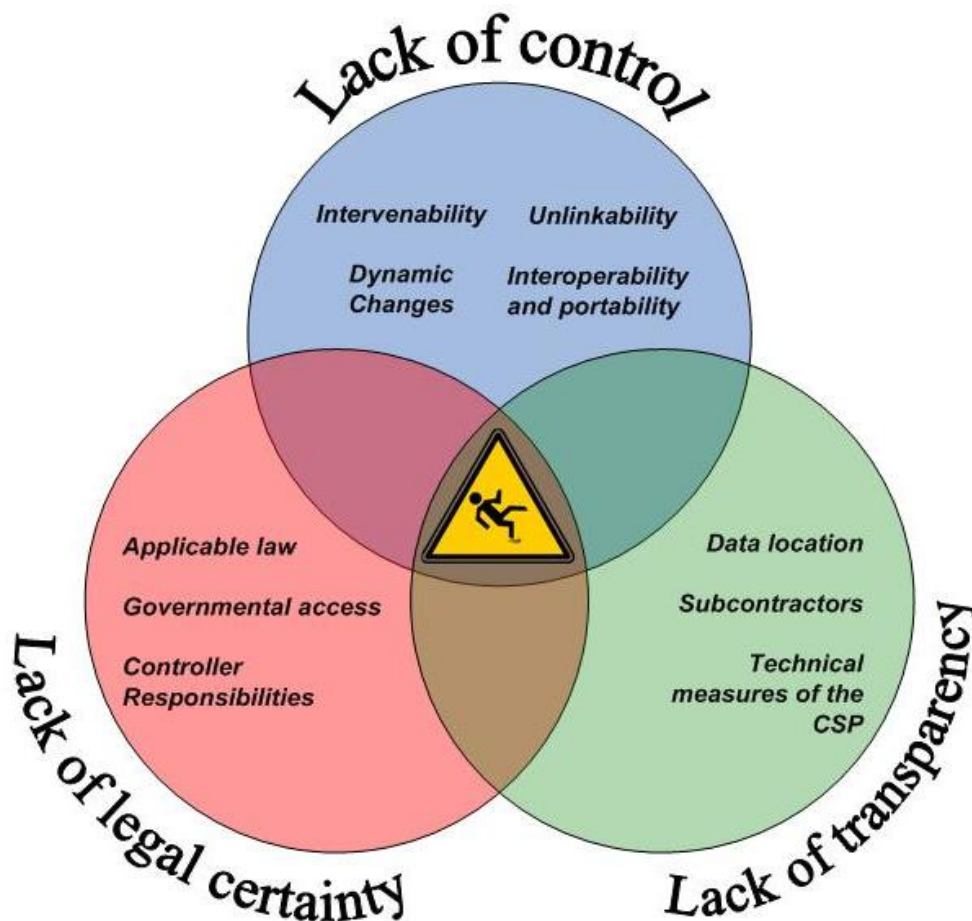 Lack of control
Intervenability
Unlinkability
Dynamic
Changes
Interoperability
and portability
Applicable law
Governmental access
Controller
Responsibilities
Data location
Subcontractors
Technical
measures of the
CSP
Lack of legal certainty
Lack of transparency